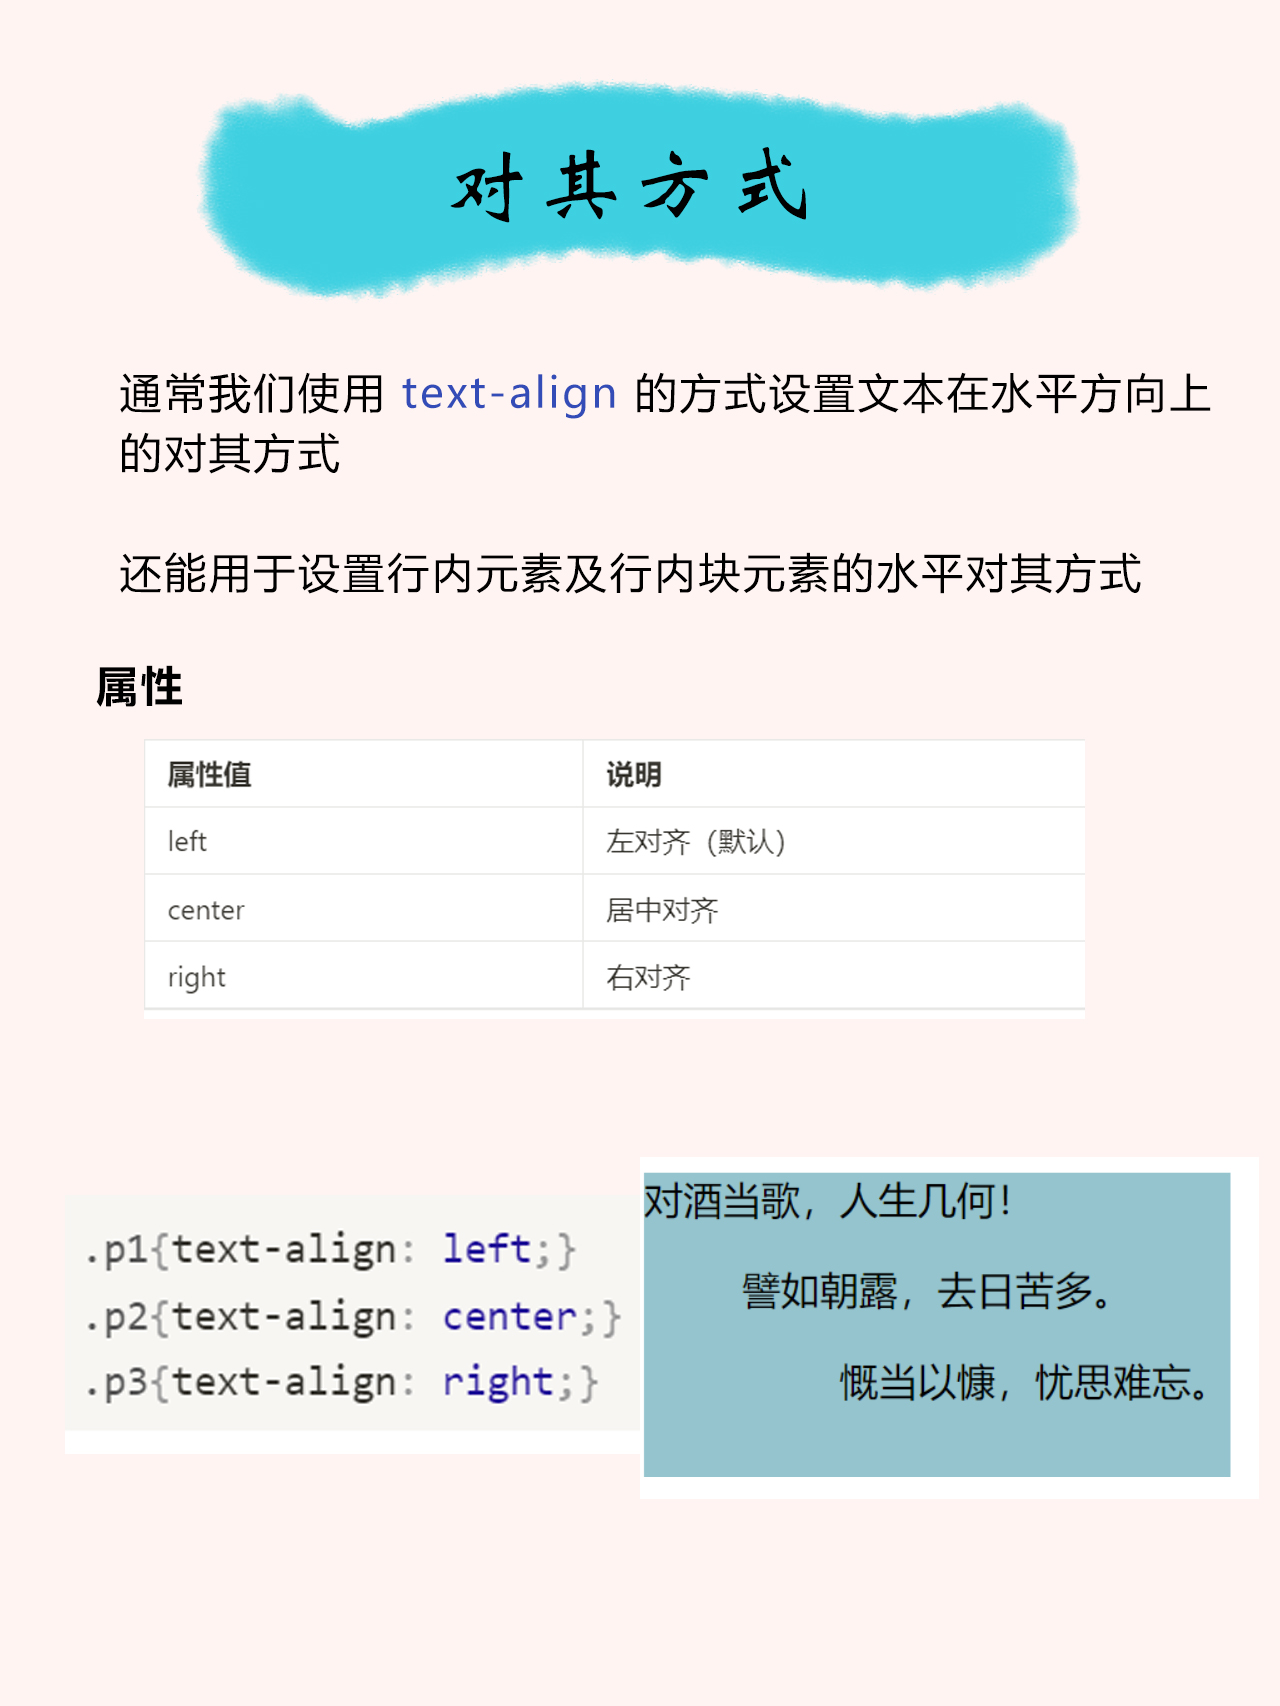 对其方式
通常我们使用 text-align 的方式设置文本在水平方向上
的对其方式
还能用于设置行内元素及行内块元素的水平对其方式
属性
属性值 说明
left 左对齐（默认）
center 居中对齐
right 右对齐
.p1{text-align: left;}
.p2{text-align: center;}
.p3{text-align: right;}
对酒当歌，人生几何！
譬如朝露，去日苦多。
慨当以慷，忧思难忘。